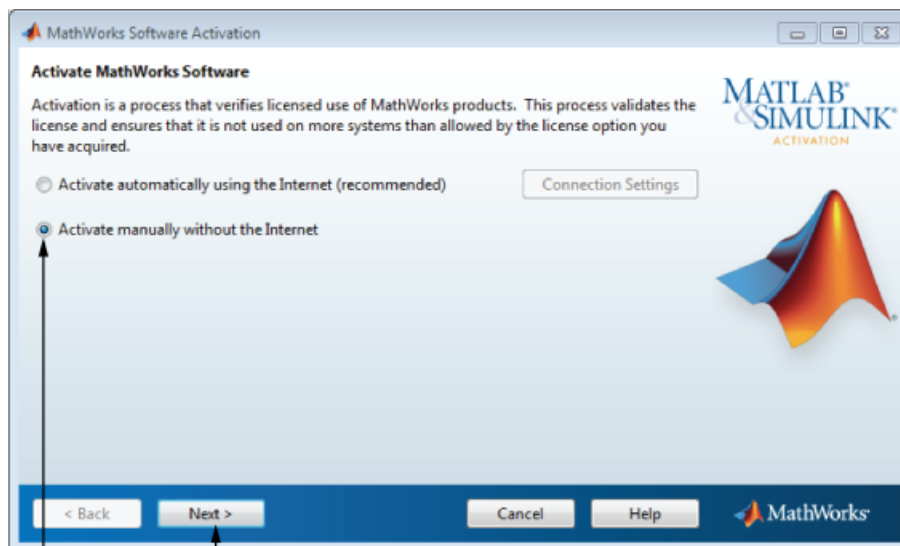 MathWorks Software Activation
Activate MathWorks Software
Activation is a process that verifies licensed use of MathWorks products. This process validates the
license and ensures that it is not used on more systems than allowed by the license option you
have acquired.
MATLAB®
&SIMULINK®
ACTIVATION
Activate automatically using the Internet (recommended)
Connection Settings
Activate manually without the Internet
< Back
Next >
Cancel
Help
MathWorks®